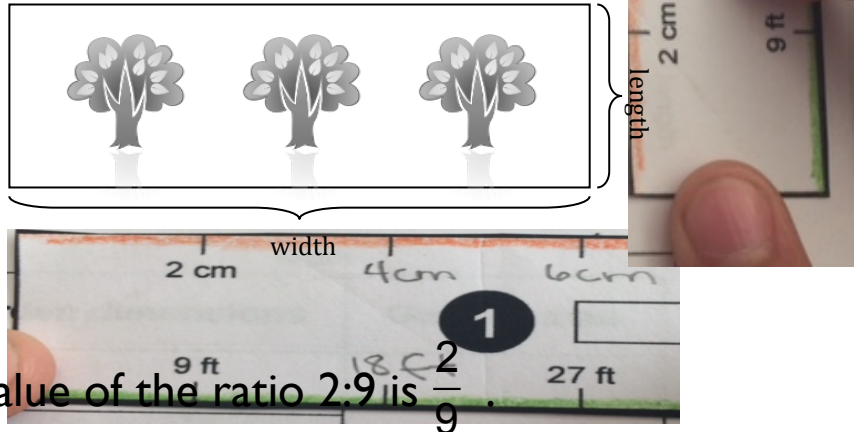 2 cm
9 ft
length
width
2 cm 4cm 6cm
1
9 ft 18 ft 27 ft
alue of the ratio 2:9 is 2/9 .